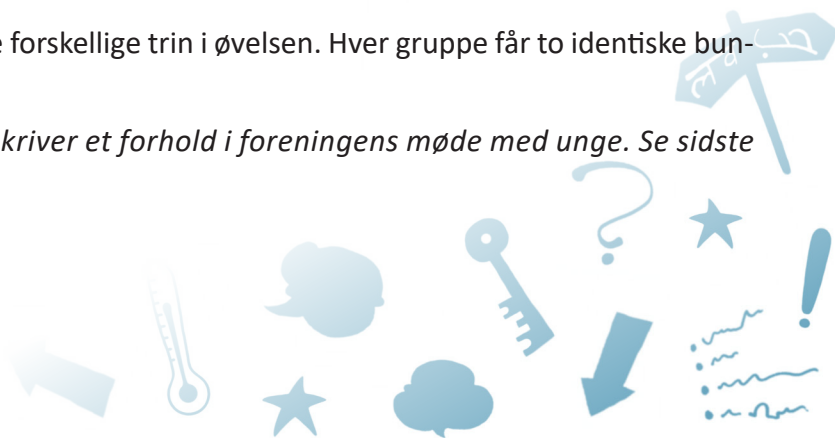 forskellige trin i øvelsen. Hver gruppe får to identiske bun-
kriver et forhold i foreningens møde med unge. Se sidste